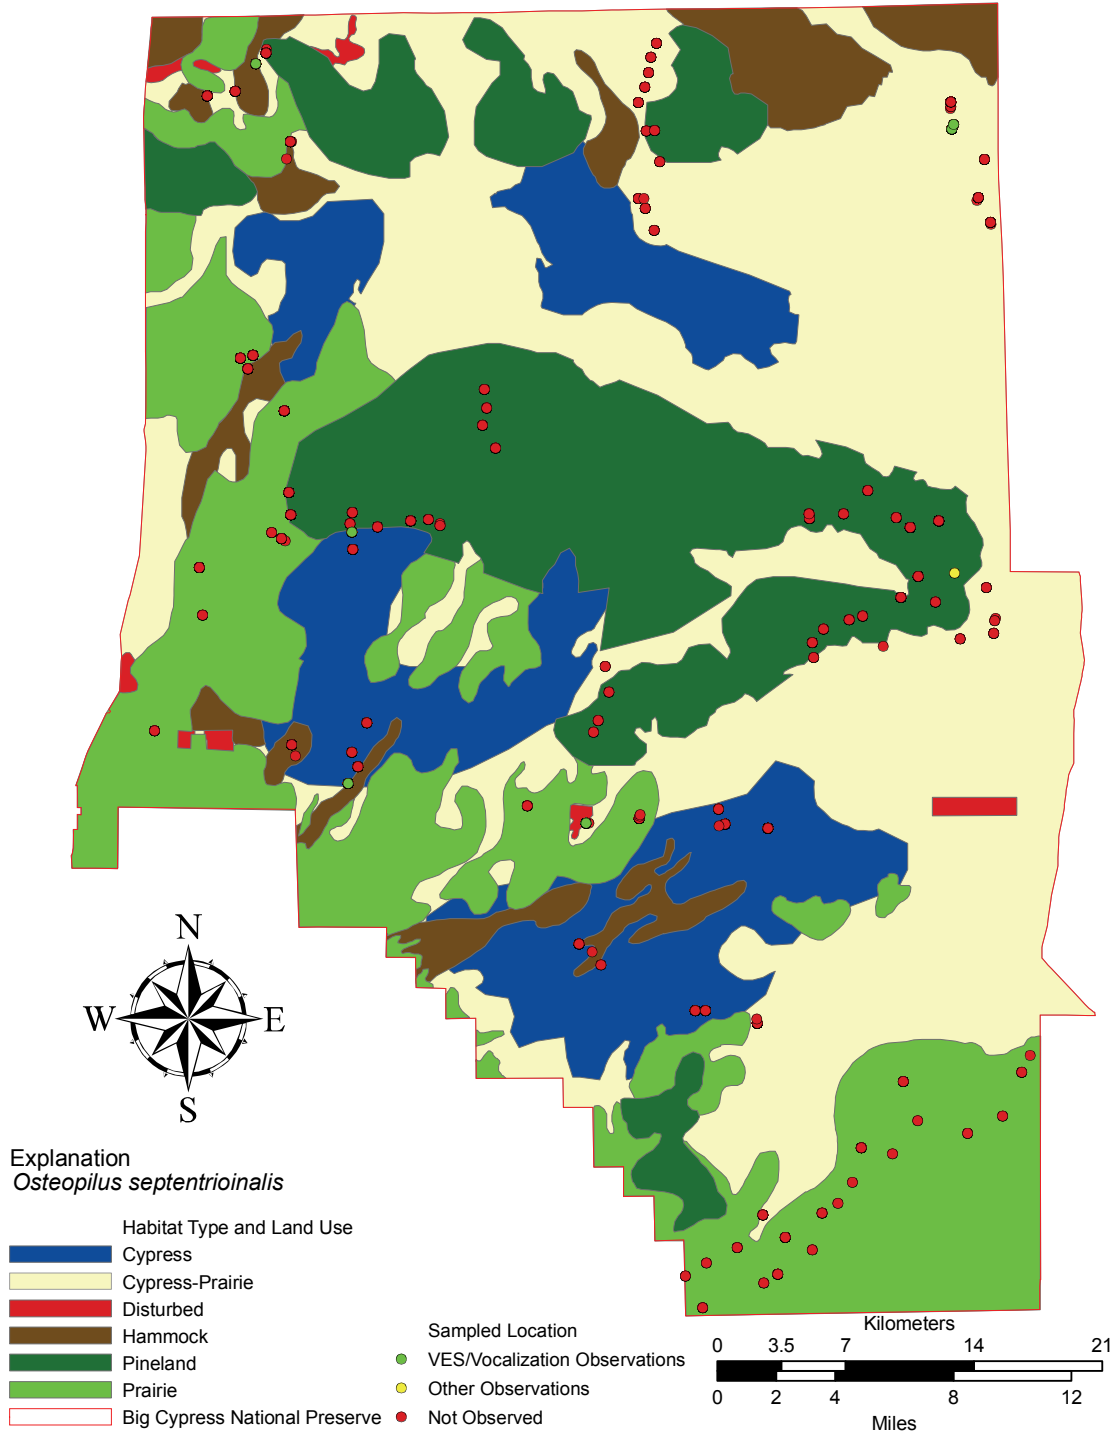 N
W
E
S
Explanation
Osteopilus septentrioinalis
Habitat Type and Land Use
Cypress
Cypress-Prairie
Disturbed
Hammock
Pineland
Prairie
Big Cypress National Preserve
Sampled Location
VES/Vocalization Observations
Other Observations
Not Observed
Kilometers
0 3.5 7 14 21
0 2 4 8 12
Miles